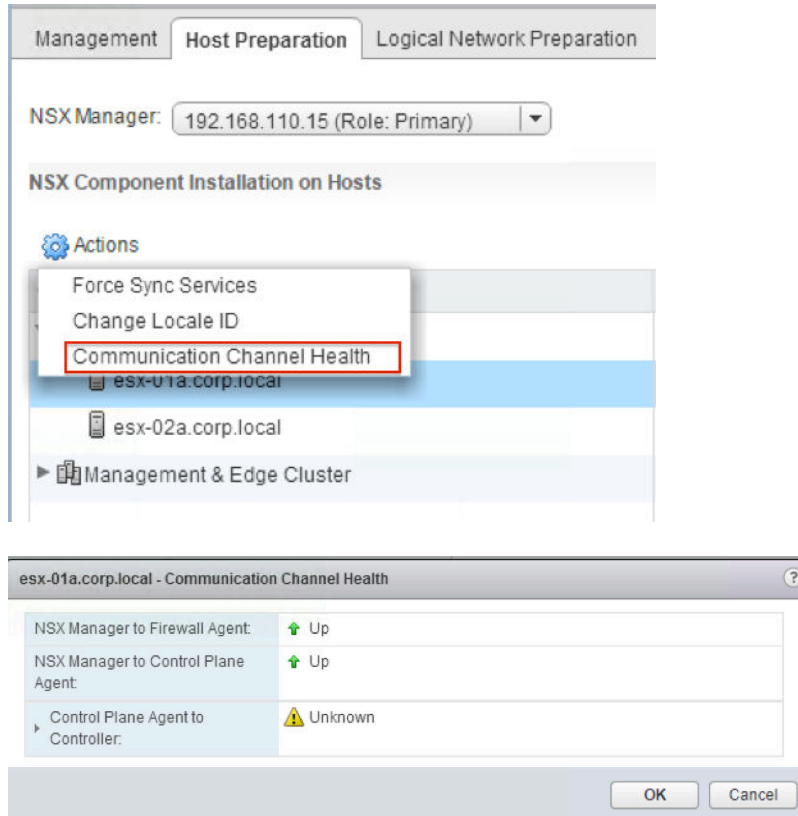 Management Host Preparation Logical Network Preparation
NSX Manager: 192.168.110.15 (Role: Primary)
NSX Component Installation on Hosts
Actions
Force Sync Services
Change Locale ID
Communication Channel Health
esx-01a.corp.local
esx-02a.corp.local
Management & Edge Cluster
esx-01a.corp.local - Communication Channel Health ?
NSX Manager to Firewall Agent: Up
NSX Manager to Control Plane Up
Agent:
Control Plane Agent to Unknown
Controller:
OK Cancel